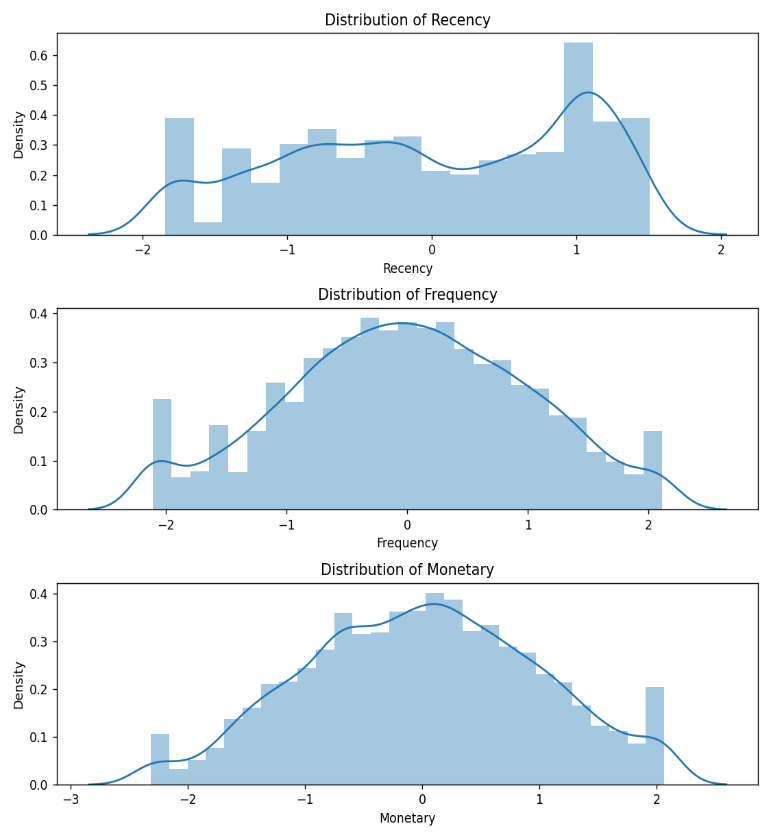 Distribution of Recency
0.6
0.5
0.4
0.3
0.2
0.1
0.0
Density
−2 −1 0 1 2
Recency
Distribution of Frequency
0.4
0.3
0.2
0.1
0.0
Density
−2 −1 0 1 2
Frequency
Distribution of Monetary
0.4
0.3
0.2
0.1
0.0
Density
−3 −2 −1 0 1 2
Monetary